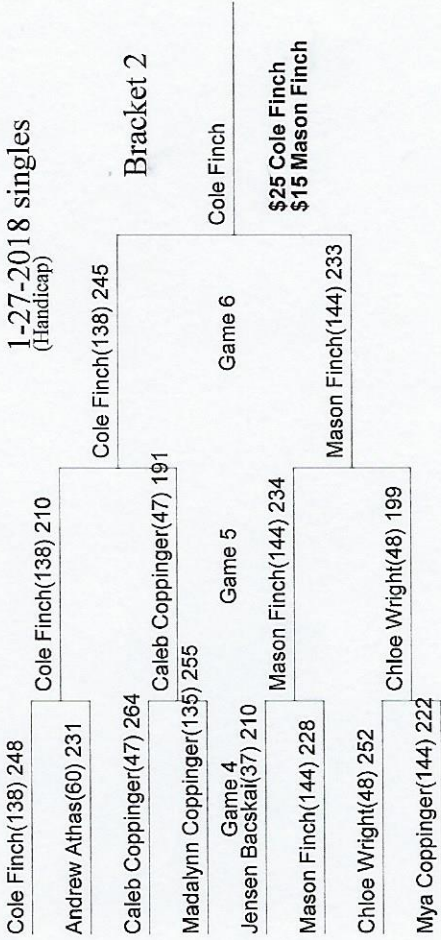 1-27-2018 singles
(Handicap)
Bracket 2
Cole Finch(138) 248
Andrew Athas(60) 231
Caleb Coppinger(47) 264
Madalynn Coppinger(135) 255
Game 4
Jensen Bacskai(37) 210
Mason Finch(144) 228
Chloe Wright(48) 252
Mya Coppinger(144) 222
Cole Finch(138) 210
Caleb Coppinger(47) 191
Game 5
Mason Finch(144) 234
Chloe Wright(48) 199
Cole Finch(138) 245
Game 6
Mason Finch(144) 233
Cole Finch
$25 Cole Finch
$15 Mason Finch